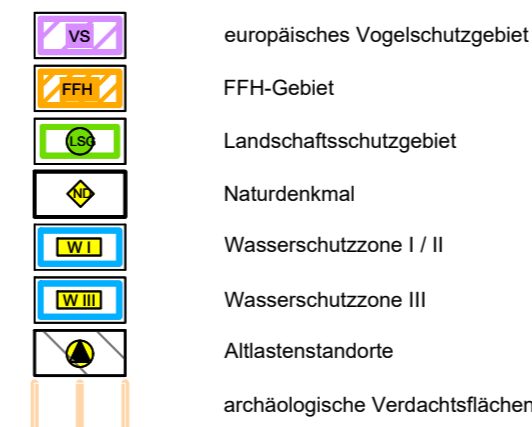 VS europäisches Vogelschutzgebiet
FFH FFH-Gebiet
LSG Landschaftsschutzgebiet
ND Naturdenkmal
W I Wasserschutzzone I / II
W III Wasserschutzzone III
Altlastenstandorte
archäologische Verdachtsflächen